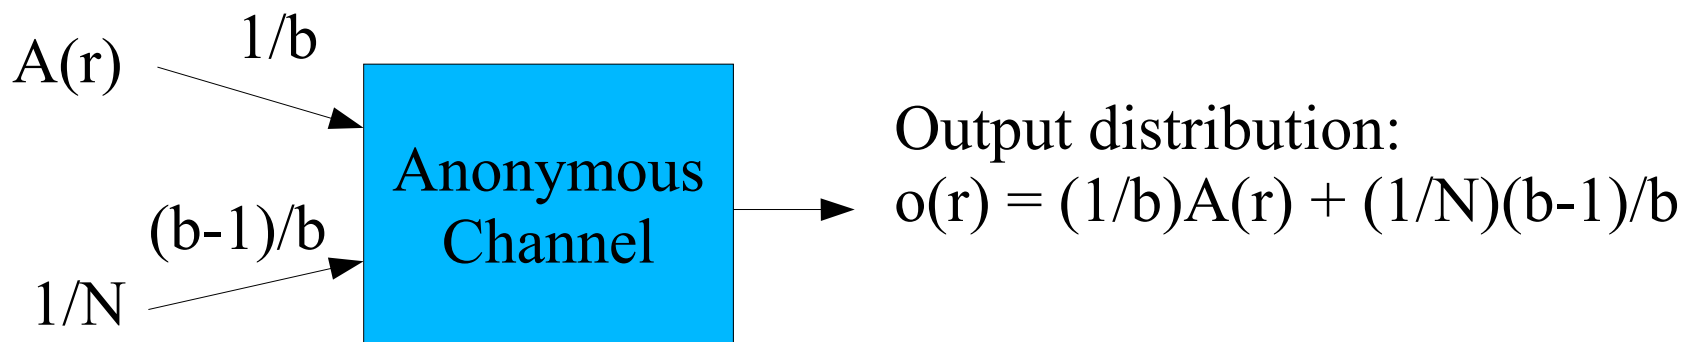 A(r)
1/b
(b-1)/b
1/N
Anonymous
Channel
Output distribution:
o(r) = (1/b)A(r) + (1/N)(b-1)/b